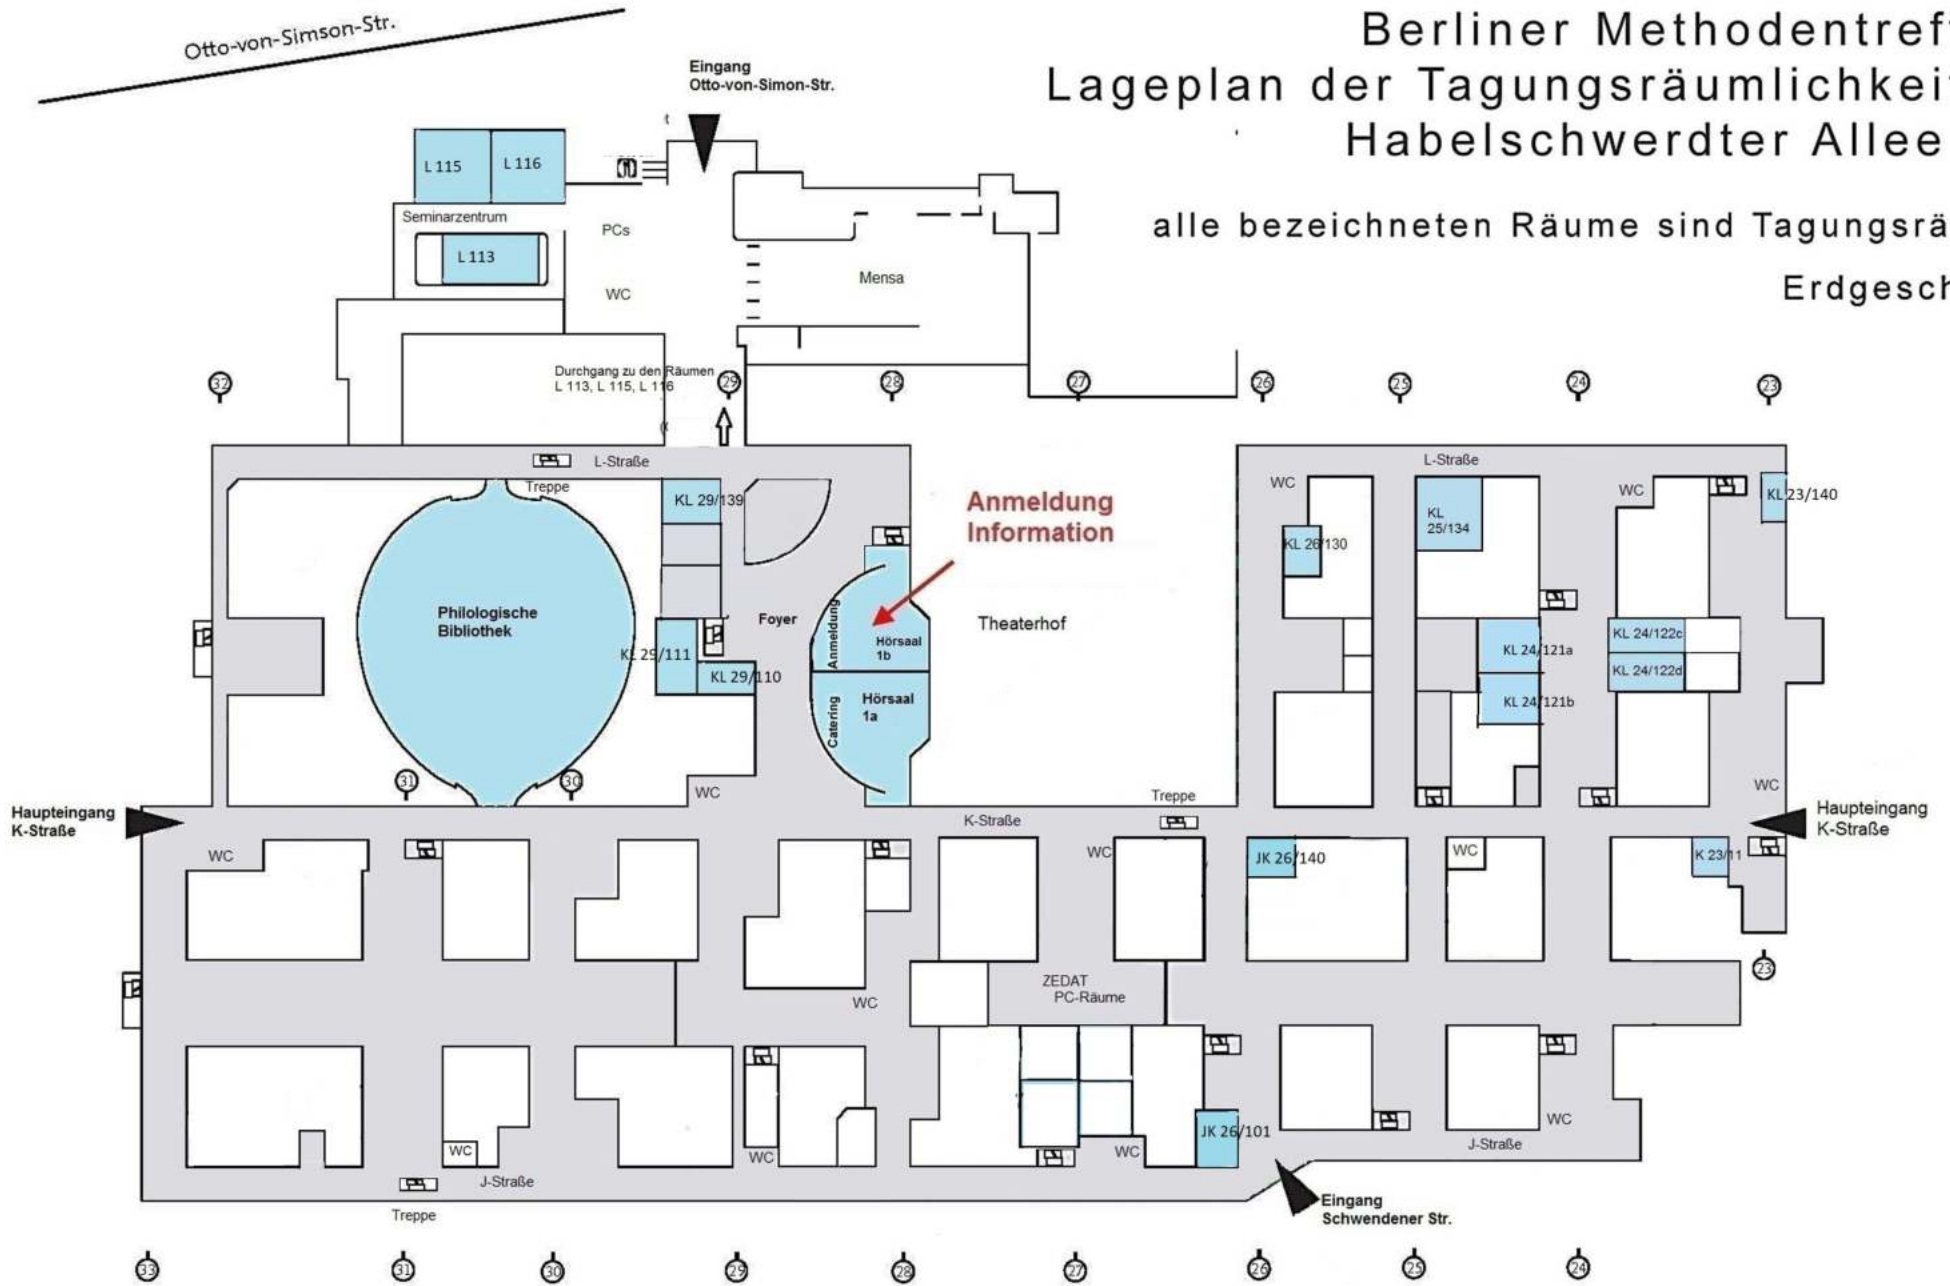 Otto-von-Simson-Str.
Eingang
Otto-von-Simon-Str.
Berliner Methodentreff
Lageplan der Tagungsräumlichkeit
Habelschwerdter Allee
alle bezeichneten Räume sind Tagungsrä
Erdgesch
L 115
L 116
Seminarzentrum
L 113
PCs
WC
Mensa
Durchgang zu den Räumen
L 113, L 115, L 116
32
29
28
27
26
25
24
23
L-Straße
Treppe
KL 29/139
Philologische
Bibliothek
Foyer
KL 29/111
KL 29/110
Anmeldung
Information
Anmeldung
Hörsaal
1b
Catering
Hörsaal
1a
Theaterhof
L-Straße
WC
KL 26/130
KL
25/134
WC
KL 23/140
KL 24/121a
KL 24/121b
KL 24/122c
KL 24/122d
31
30
WC
Treppe
WC
Haupteingang
K-Straße
K-Straße
Haupteingang
K-Straße
WC
WC
JK 26/140
WC
K 23/11
WC
ZEDAT
PC-Räume
23
WC
WC
WC
JK 26/101
WC
J-Straße
J-Straße
Treppe
Eingang
Schwendener Str.
33
31
30
29
28
27
26
25
24